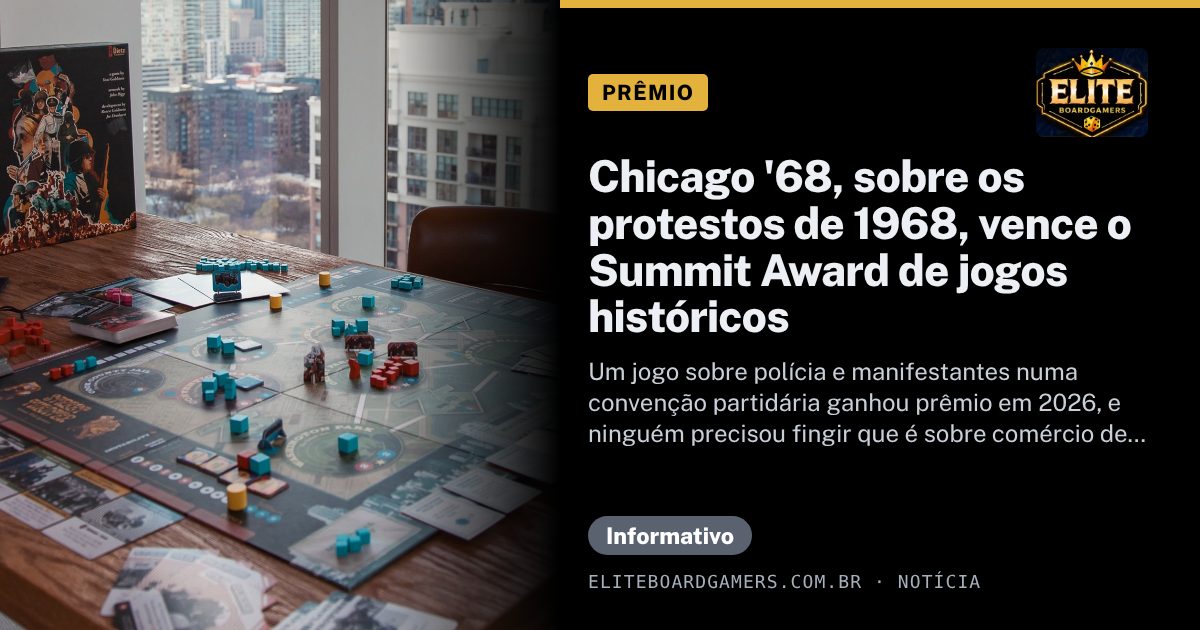 PRÊMIO
ELITE
BOARDGAMERS
Chicago '68, sobre os
protestos de 1968, vence o
Summit Award de jogos
históricos
Um jogo sobre polícia e manifestantes numa
convenção partidária ganhou prêmio em 2026, e
ninguém precisou fingir que é sobre comércio de...
Informativo
ELITEBOARDGAMERS.COM.BR · NOTÍCIA